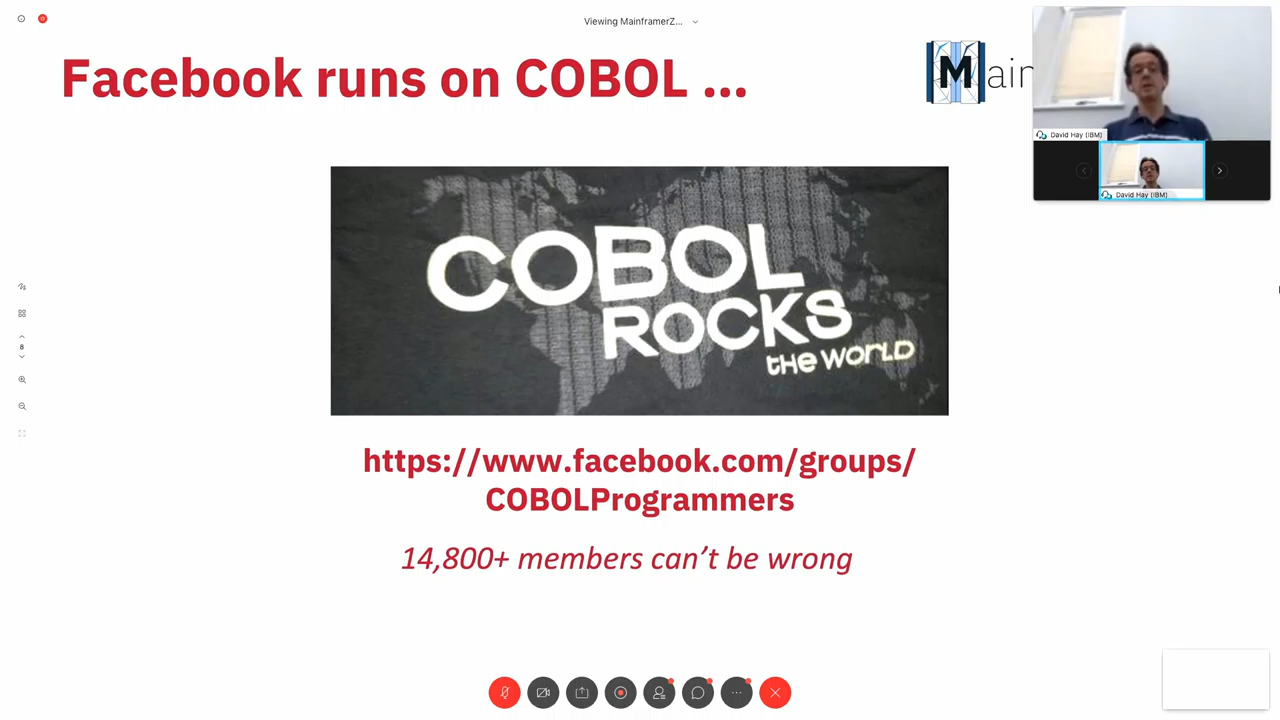 Viewing MainframerZ...
Facebook runs on COBOL ...
Main
David Hay (IBM)
David Hay (IBM)
COBOL
ROCKS
the WORLD
8
https://www.facebook.com/groups/
COBOLProgrammers
14,800+ members can't be wrong